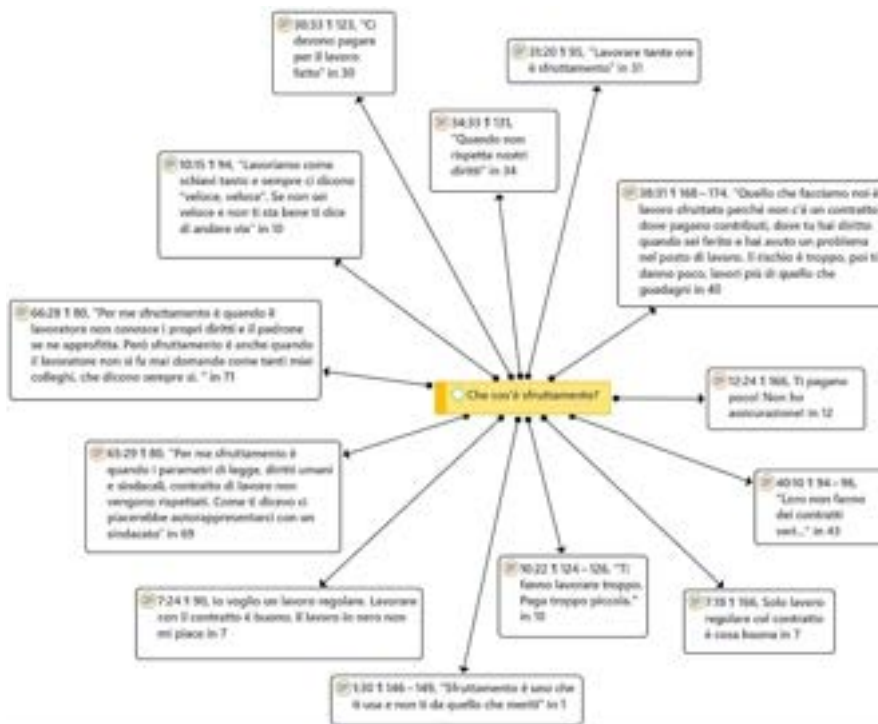 30:53 ¶ 123, "Ci
devono pagare
per il lavoro
fatto" in 30
31:20 ¶ 95, "Lavorare tante ore
è sfruttamento" in 31
34:33 ¶ 131,
"Quando non
rispetta nostri
diritti" in 34
10:15 ¶ 94, "Lavoriamo come
schiavi tanto e sempre ci dicono
"veloce, veloce". Se non sei
veloce e non ti sta bene ti dice
di andare via" in 10
38:31 ¶ 168 – 174, "Quello che facciamo noi è
lavoro sfruttato perché non c'è un contratto
dove pagano contributi, dove tu hai diritto
quando sei ferito e hai avuto un problema
nel posto di lavoro. Il rischio è troppo, poi ti
danno poco, lavori più di quello che
guadagni in 40
66:28 ¶ 80, "Per me sfruttamento è quando il
lavoratore non conosce i propri diritti e il padrone
se ne approfitta. Però sfruttamento è anche quando
il lavoratore non si fa mai domande come tanti miei
colleghi, che dicono sempre sì. " in 71
Che cos'è sfruttamento?
12:24 ¶ 166, Ti pagano
poco! Non ho
assicurazione! in 12
65:29 ¶ 80, "Per me sfruttamento è
quando i parametri di legge, diritti umani
e sindacali, contratto di lavoro non
vengono rispettati. Come ti dicevo ci
piacerebbe autorappresentarci con un
sindacato" in 69
40:10 ¶ 94 – 96,
"Loro non fanno
dei contratti
veri..." in 43
7:24 ¶ 90, Io voglio un lavoro regolare. Lavorare
con il contratto è buono. Il lavoro in nero non
mi piace in 7
10:22 ¶ 124 – 126, "Ti
fanno lavorare troppo.
Paga troppo piccola."
in 10
7:18 ¶ 166, Solo lavoro
regolare col contratto
è cosa buona in 7
1:30 ¶ 146 – 149, "Sfruttamento è uno che
ti usa e non ti da quello che meriti" in 1